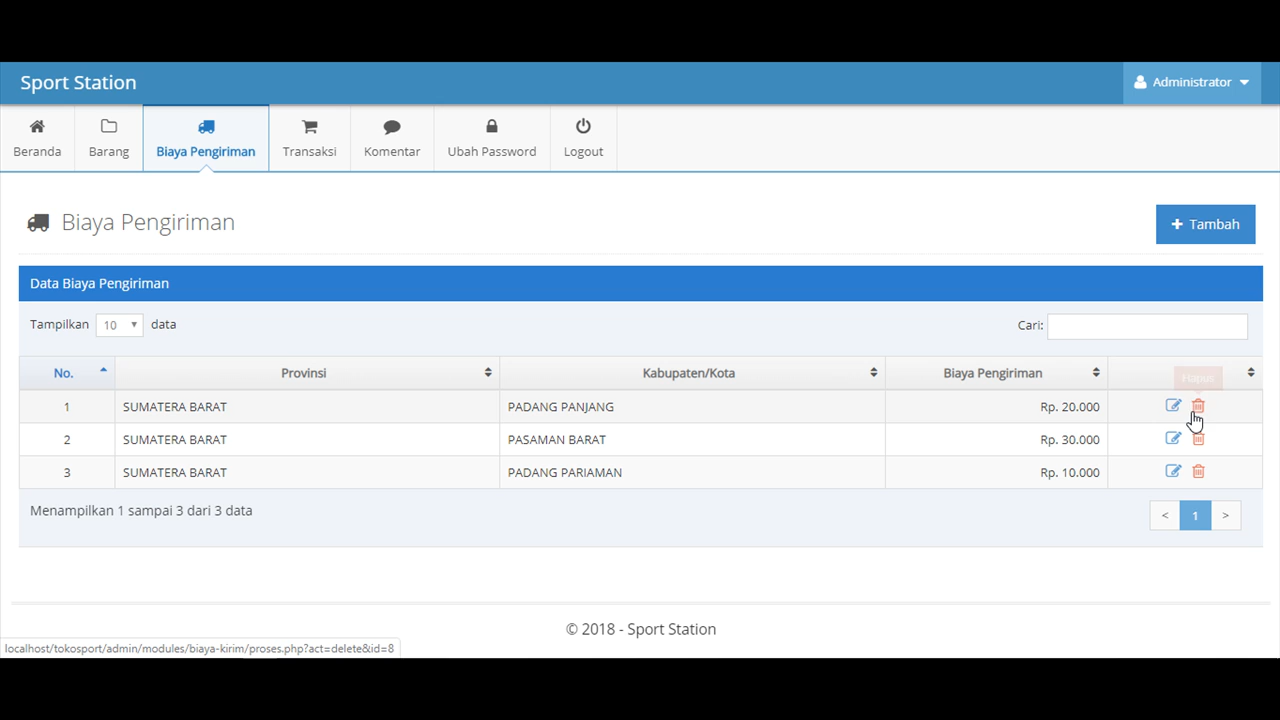 Sport Station
Administrator
Beranda
Barang
Biaya Pengiriman
Transaksi
Komentar
Ubah Password
Logout
Biaya Pengiriman
+ Tambah
Data Biaya Pengiriman
Tampilkan 10 data
Cari:
No. Provinsi Kabupaten/Kota Biaya Pengiriman
Hapus
1 SUMATERA BARAT PADANG PANJANG Rp. 20.000
2 SUMATERA BARAT PASAMAN BARAT Rp. 30.000
3 SUMATERA BARAT PADANG PARIAMAN Rp. 10.000
Menampilkan 1 sampai 3 dari 3 data
< 1 >
© 2018 - Sport Station
localhost/tokosport/admin/modules/biaya-kirim/proses.php?act=delete&id=8